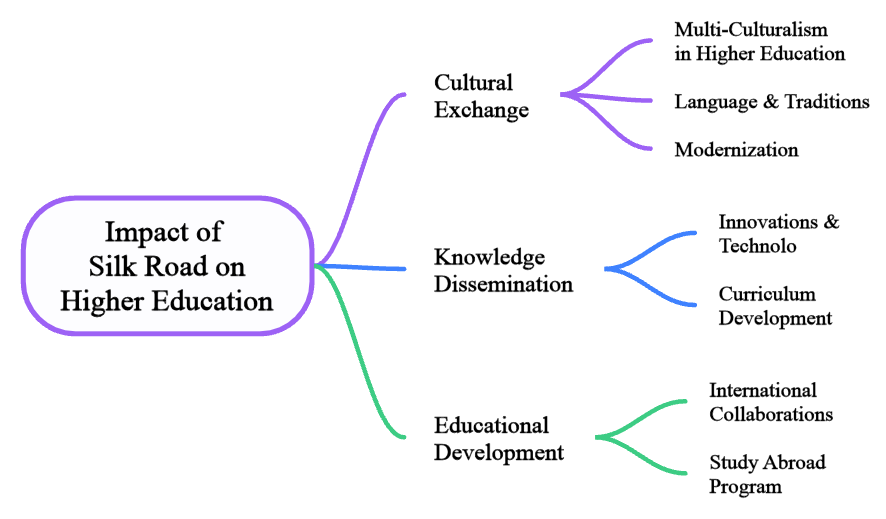 Impact of
Silk Road on
Higher Education
Cultural
Exchange
Multi-Culturalism
in Higher Education
Language & Traditions
Modernization
Knowledge
Dissemination
Innovations &
Technolo
Curriculum
Development
Educational
Development
International
Collaborations
Study Abroad
Program